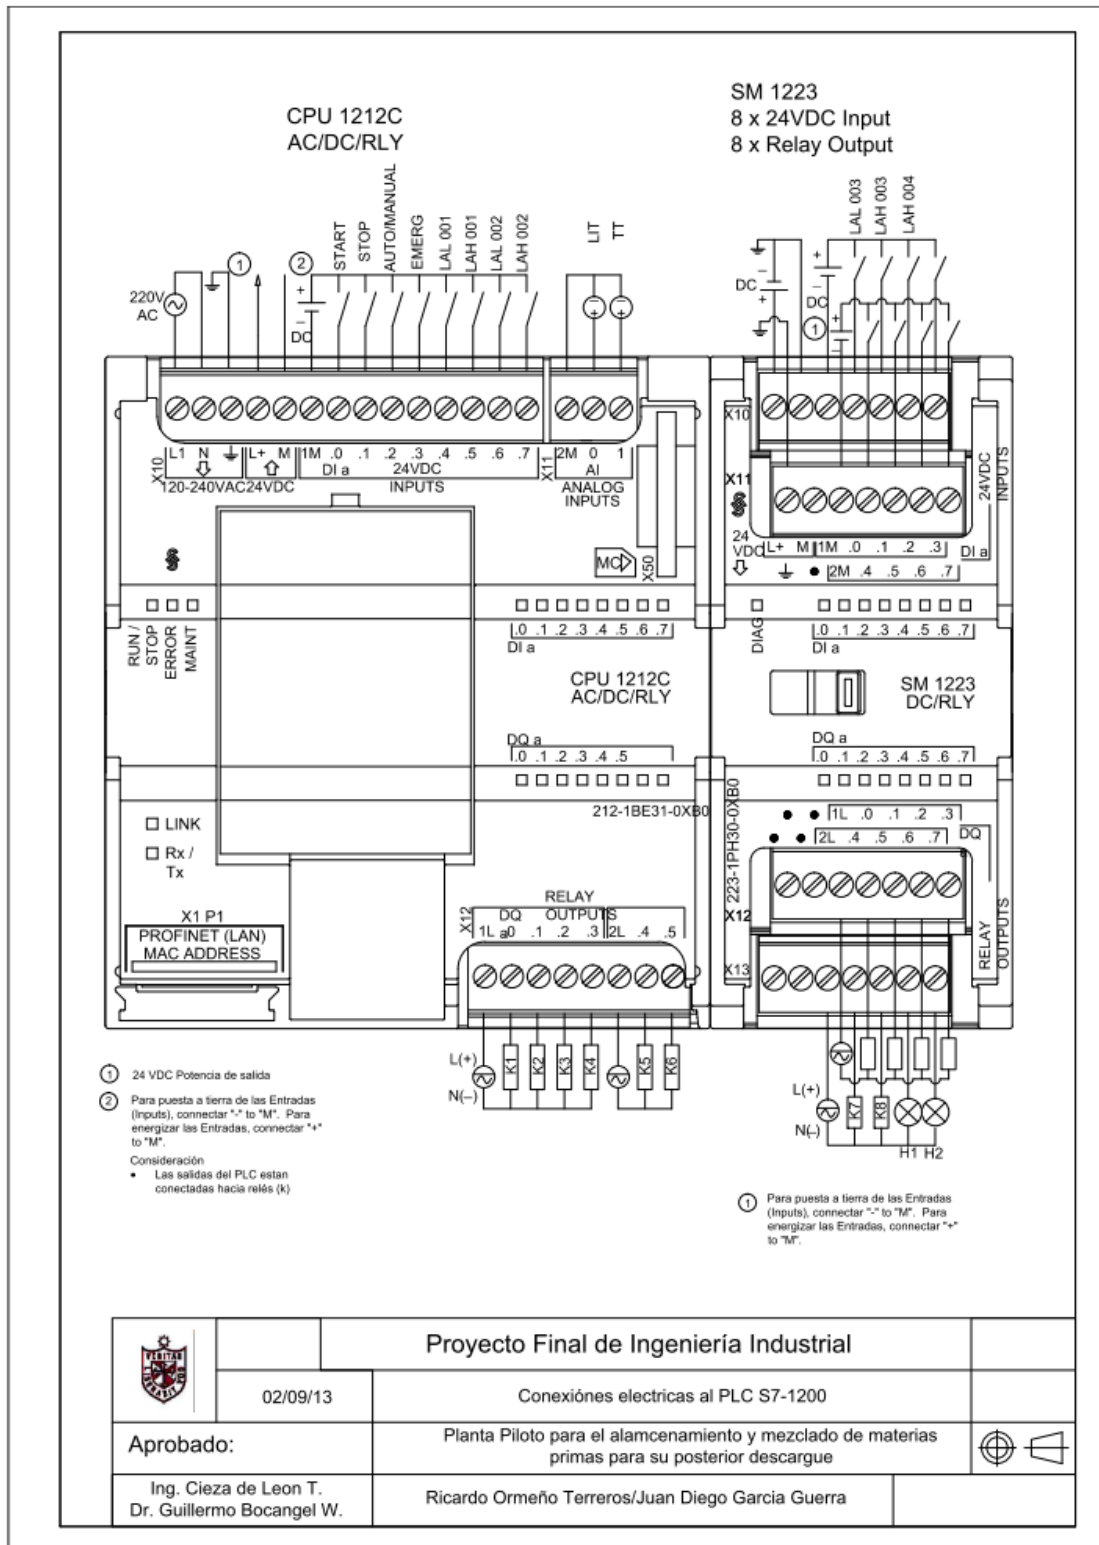 CPU 1212C
AC/DC/RLY
SM 1223
8 x 24VDC Input
8 x Relay Output
START
STOP
AUTO/MANUAL
EMERG
LAL 001
LAH 001
LAL 002
LAH 002
LIT
TT
LAL 003
LAH 003
LAH 004
220V
AC
1
2
+
–
DC
–
DC
+
+
–
DC
1
+
–
L1 N
L+ M
1M .0 .1 .2 .3 .4 .5 .6 .7
2M 0 1
X10
120-240VAC
24VDC
DI a
24VDC
INPUTS
X11
AI
ANALOG
INPUTS
MC
X50
X10
X11
24
VDC
L+ M 1M .0 .1 .2 .3
2M .4 .5 .6 .7
DI a
24VDC
INPUTS
RUN /
STOP
ERROR
MAINT
.0 .1 .2 .3 .4 .5 .6 .7
DI a
DIAG
.0 .1 .2 .3 .4 .5 .6 .7
DI a
CPU 1212C
AC/DC/RLY
SM 1223
DC/RLY
DQ a
.0 .1 .2 .3 .4 .5
DQ a
.0 .1 .2 .3 .4 .5 .6 .7
212-1BE31-0XB0
223-1PH30-0XB0
1L .0 .1 .2 .3
2L .4 .5 .6 .7
DQ
LINK
Rx /
Tx
X1 P1
PROFINET (LAN)
MAC ADDRESS
X12
RELAY
DQ OUTPUTS
a
1L .0 .1 .2 .3 2L .4 .5
X12
X13
RELAY
OUTPUTS
L(+)
N(–)
K1
K2
K3
K4
K5
K6
L(+)
N(–)
K7
K8
H1 H2
1 24 VDC Potencia de salida
2 Para puesta a tierra de las Entradas
(Inputs), connectar "-" to "M". Para
energizar las Entradas, connectar "+"
to "M".
Consideración
• Las salidas del PLC estan
conectadas hacia relés (k)
1 Para puesta a tierra de las Entradas
(Inputs), connectar "-" to "M". Para
energizar las Entradas, connectar "+"
to "M".
VERITAS
LIBERABIT VOS
Proyecto Final de Ingeniería Industrial
02/09/13
Conexiónes electricas al PLC S7-1200
Aprobado:
Planta Piloto para el alamcenamiento y mezclado de materias
primas para su posterior descargue
Ing. Cieza de Leon T.
Dr. Guillermo Bocangel W.
Ricardo Ormeño Terreros/Juan Diego Garcia Guerra